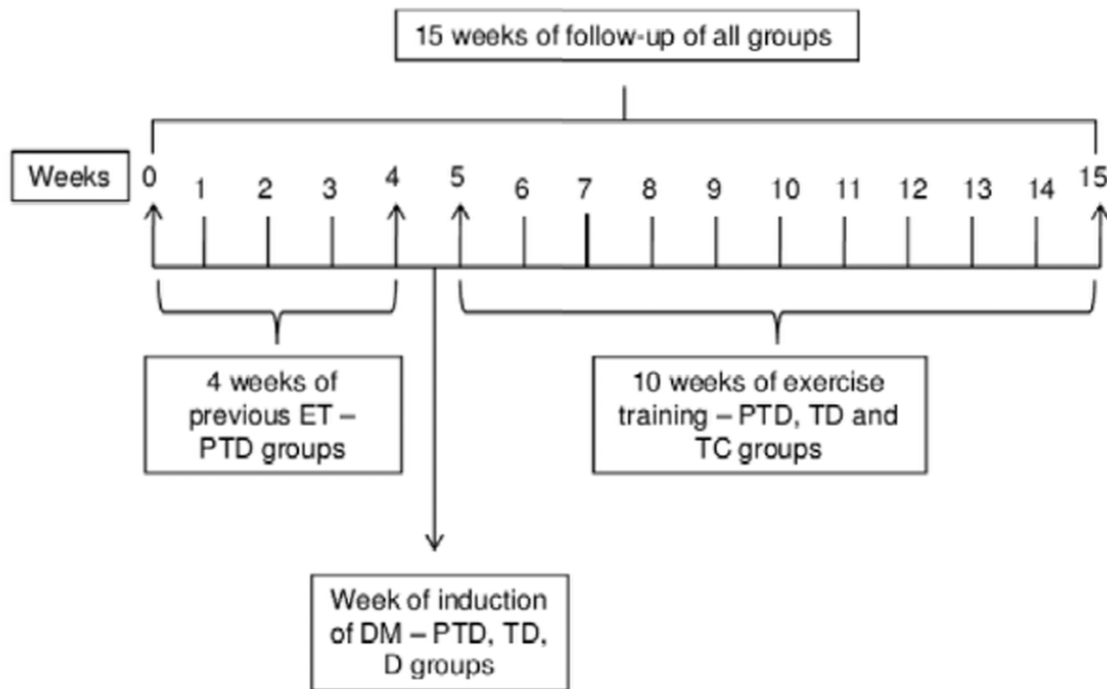 15 weeks of follow-up of all groups
Weeks 0 1 2 3 4 5 6 7 8 9 10 11 12 13 14 15
4 weeks of
previous ET –
PTD groups
10 weeks of exercise
training – PTD, TD and
TC groups
Week of induction
of DM – PTD, TD,
D groups